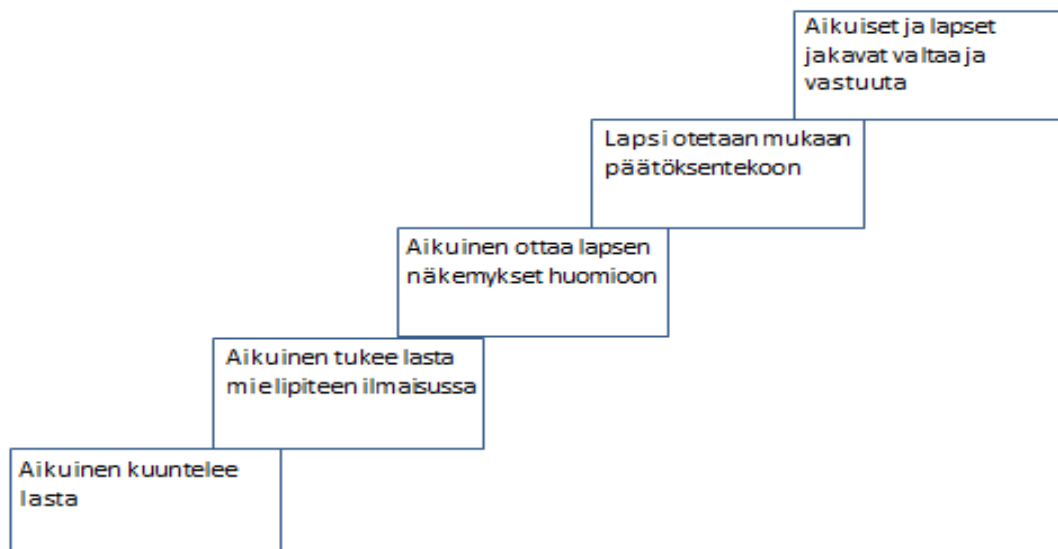 Aikuiset ja lapset
jakavat valtaa ja
vastuuta
Lapsi otetaan mukaan
päätöksentekoon
Aikuinen ottaa lapsen
näkemykset huomioon
Aikuinen tukee lasta
mielipiteen ilmaisussa
Aikuinen kuuntelee
lasta